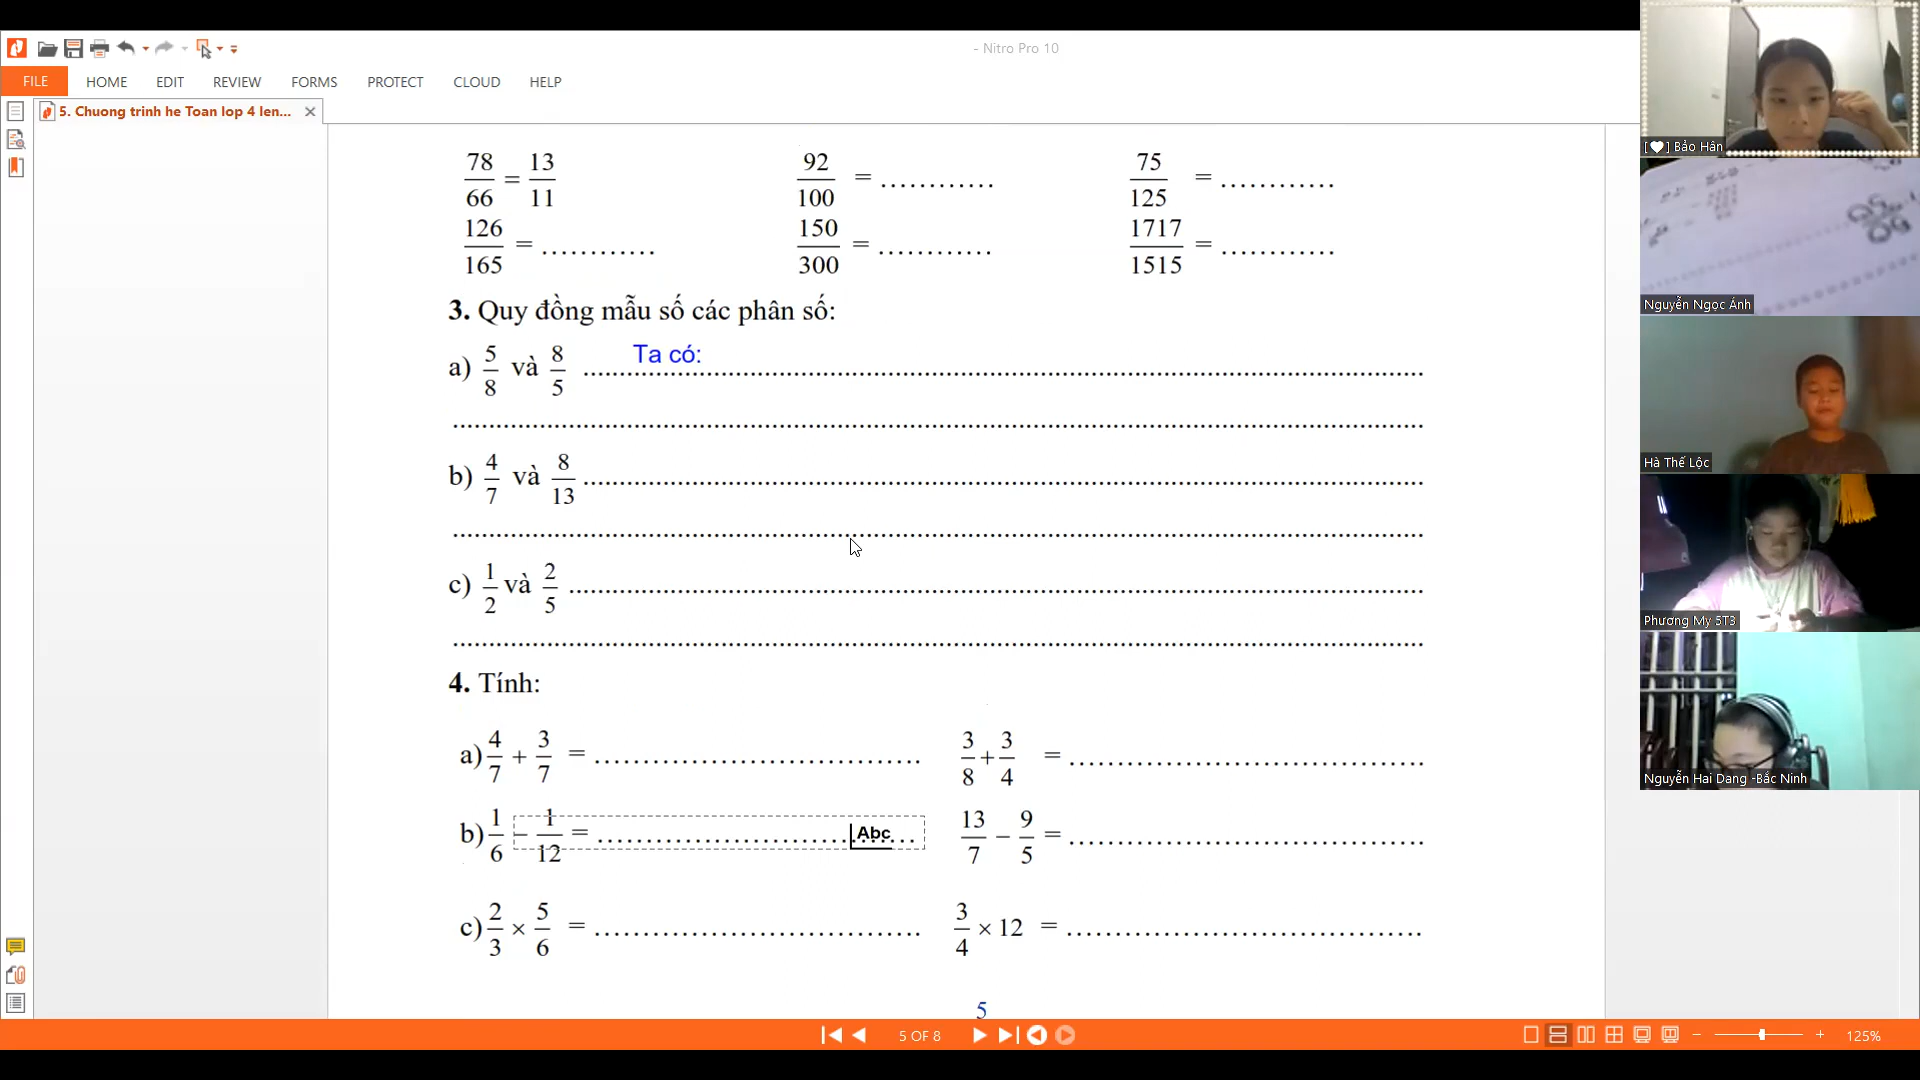 - Nitro Pro 10
FILE HOME EDIT REVIEW FORMS PROTECT CLOUD HELP
5. Chuong trinh he Toan lop 4 len...
78/66 = 13/11 92/100 = ............ 75/125 = ............
126/165 = ............ 150/300 = ............ 1717/1515 = ............
3. Quy đồng mẫu số các phân số:
a) 5/8 và 8/5 Ta có: ............
b) 4/7 và 8/13 ............
c) 1/2 và 2/5 ............
4. Tính:
a) 4/7 + 3/7 = ............ 3/8 + 3/4 = ............
b) 1/6 − 1/12 = ............ Abc 13/7 − 9/5 = ............
c) 2/3 × 5/6 = ............ 3/4 × 12 = ............
5
5 OF 8
125%
[♥] Bảo Hân
Nguyễn Ngọc Ánh
Hà Thế Lộc
Phương My 5T3
Nguyễn Hai Dang -Bắc Ninh